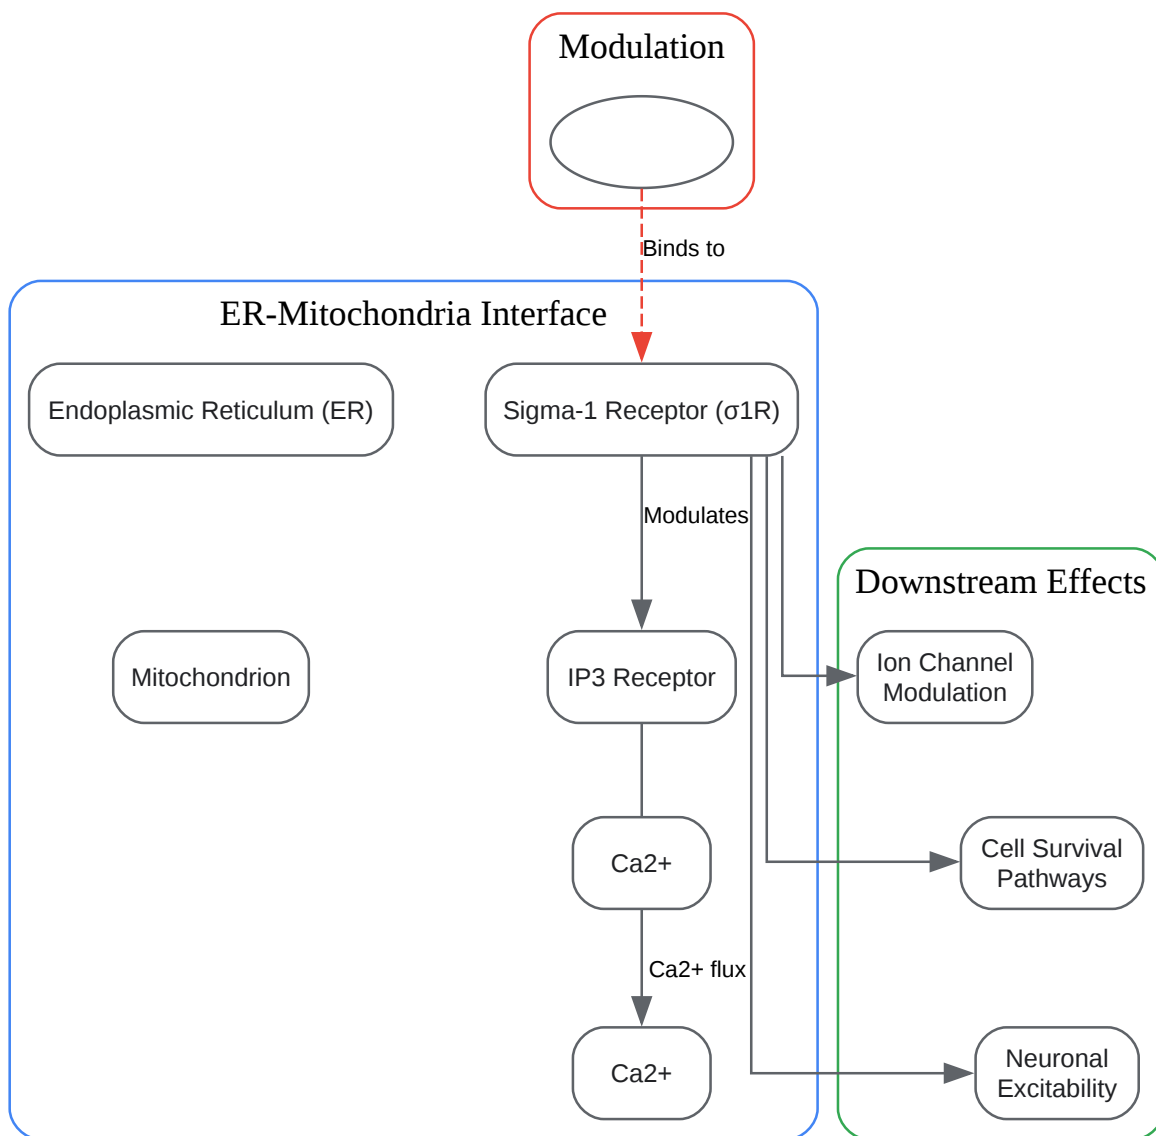 Modulation
Binds to
ER-Mitochondria Interface
Endoplasmic Reticulum (ER)
Sigma-1 Receptor (σ1R)
Modulates
Downstream Effects
Mitochondrion
IP3 Receptor
Ion Channel
Modulation
Ca2+
Cell Survival
Pathways
Ca2+ flux
Ca2+
Neuronal
Excitability